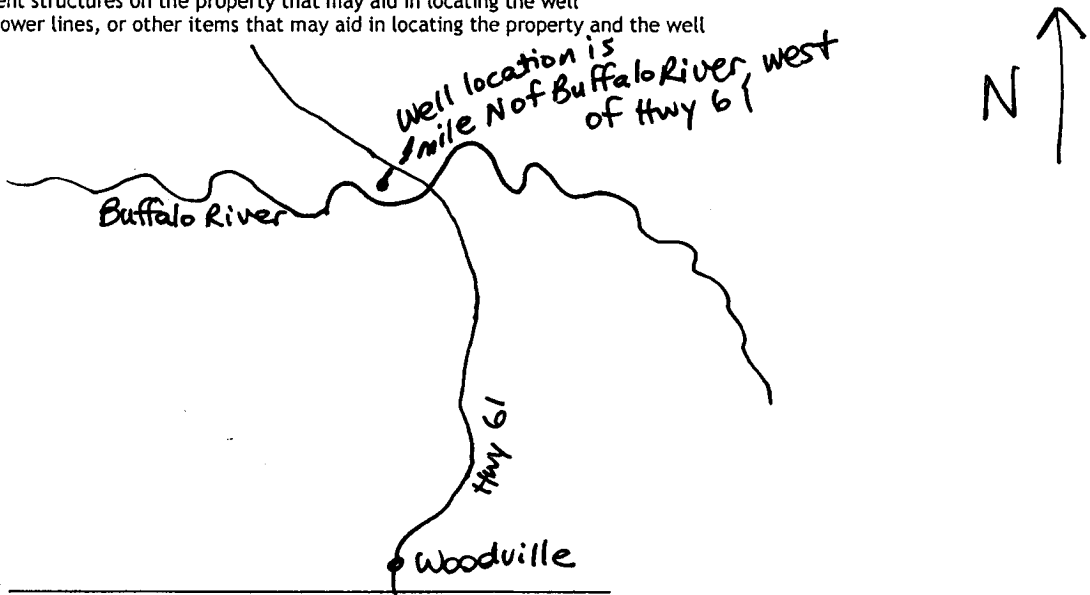 ent structures on the property that may aid in locating the well
ower lines, or other items that may aid in locating the property and the well
well location is
1 mile N of Buffalo River, west
of Hwy 61
N
Buffalo River
Hwy 61
Woodville